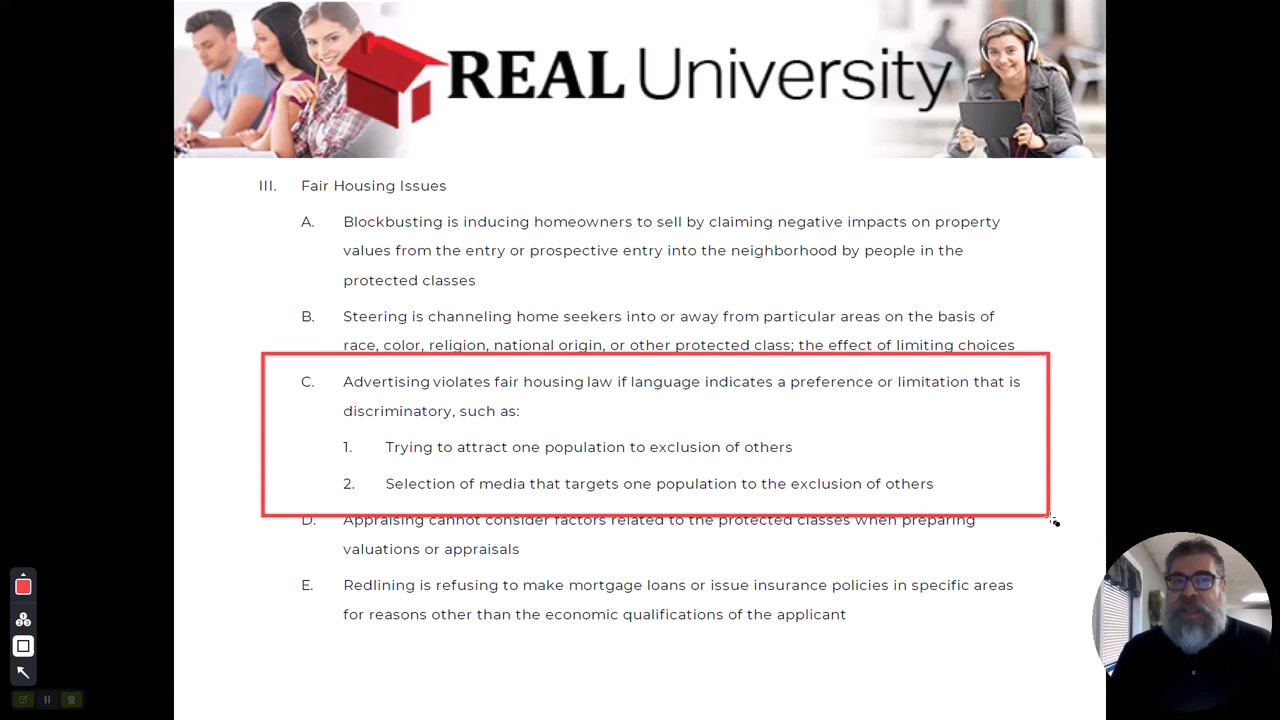 REAL University
III. Fair Housing Issues
A. Blockbusting is inducing homeowners to sell by claiming negative impacts on property
values from the entry or prospective entry into the neighborhood by people in the
protected classes
B. Steering is channeling home seekers into or away from particular areas on the basis of
race, color, religion, national origin, or other protected class; the effect of limiting choices
C. Advertising violates fair housing law if language indicates a preference or limitation that is
discriminatory, such as:
1. Trying to attract one population to exclusion of others
2. Selection of media that targets one population to the exclusion of others
D. Appraising cannot consider factors related to the protected classes when preparing
valuations or appraisals
E. Redlining is refusing to make mortgage loans or issue insurance policies in specific areas
for reasons other than the economic qualifications of the applicant